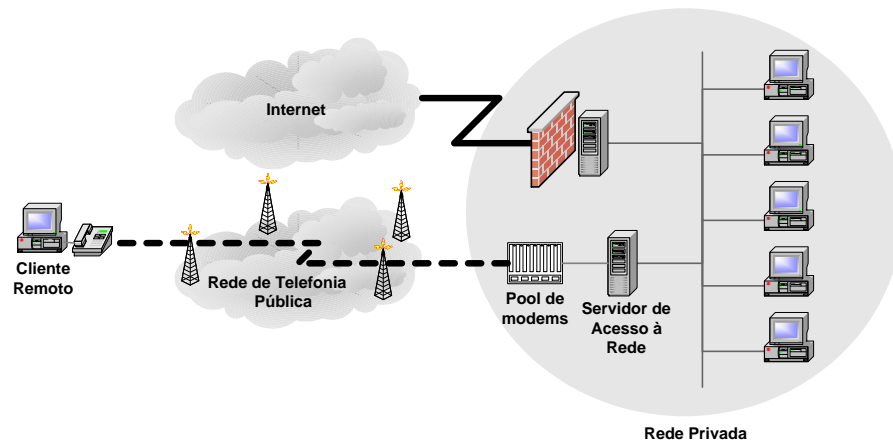 Internet
Cliente
Remoto
Rede de Telefonia
Pública
Pool de
modems
Servidor de
Acesso à
Rede
Rede Privada